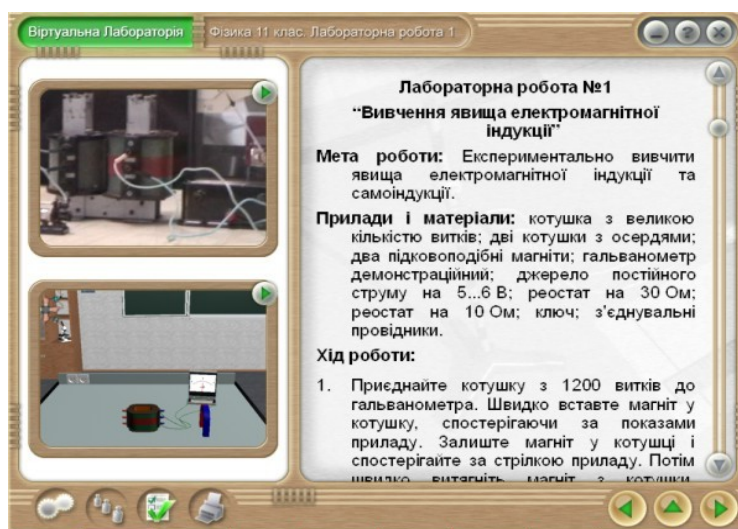 Віртуальна Лабораторія
Фізика 11 клас. Лабораторна робота 1
Лабораторна робота №1
“Вивчення явища електромагнітної
індукції”
Мета роботи: Експериментально вивчити
явища електромагнітної індукції та
самоіндукції.
Прилади і матеріали: котушка з великою
кількістю витків; дві котушки з осердями;
два підковоподібні магніти; гальванометр
демонстраційний; джерело постійного
струму на 5...6 В; реостат на 30 Ом;
реостат на 10 Ом; ключ; з’єднувальні
провідники.
Хід роботи:
1. Приєднайте котушку з 1200 витків до
гальванометра. Швидко вставте магніт у
котушку, спостерігаючи за показами
приладу. Залиште магніт у котушці і
спостерігайте за стрілкою приладу. Потім
швидко витягніть магніт з котушки,